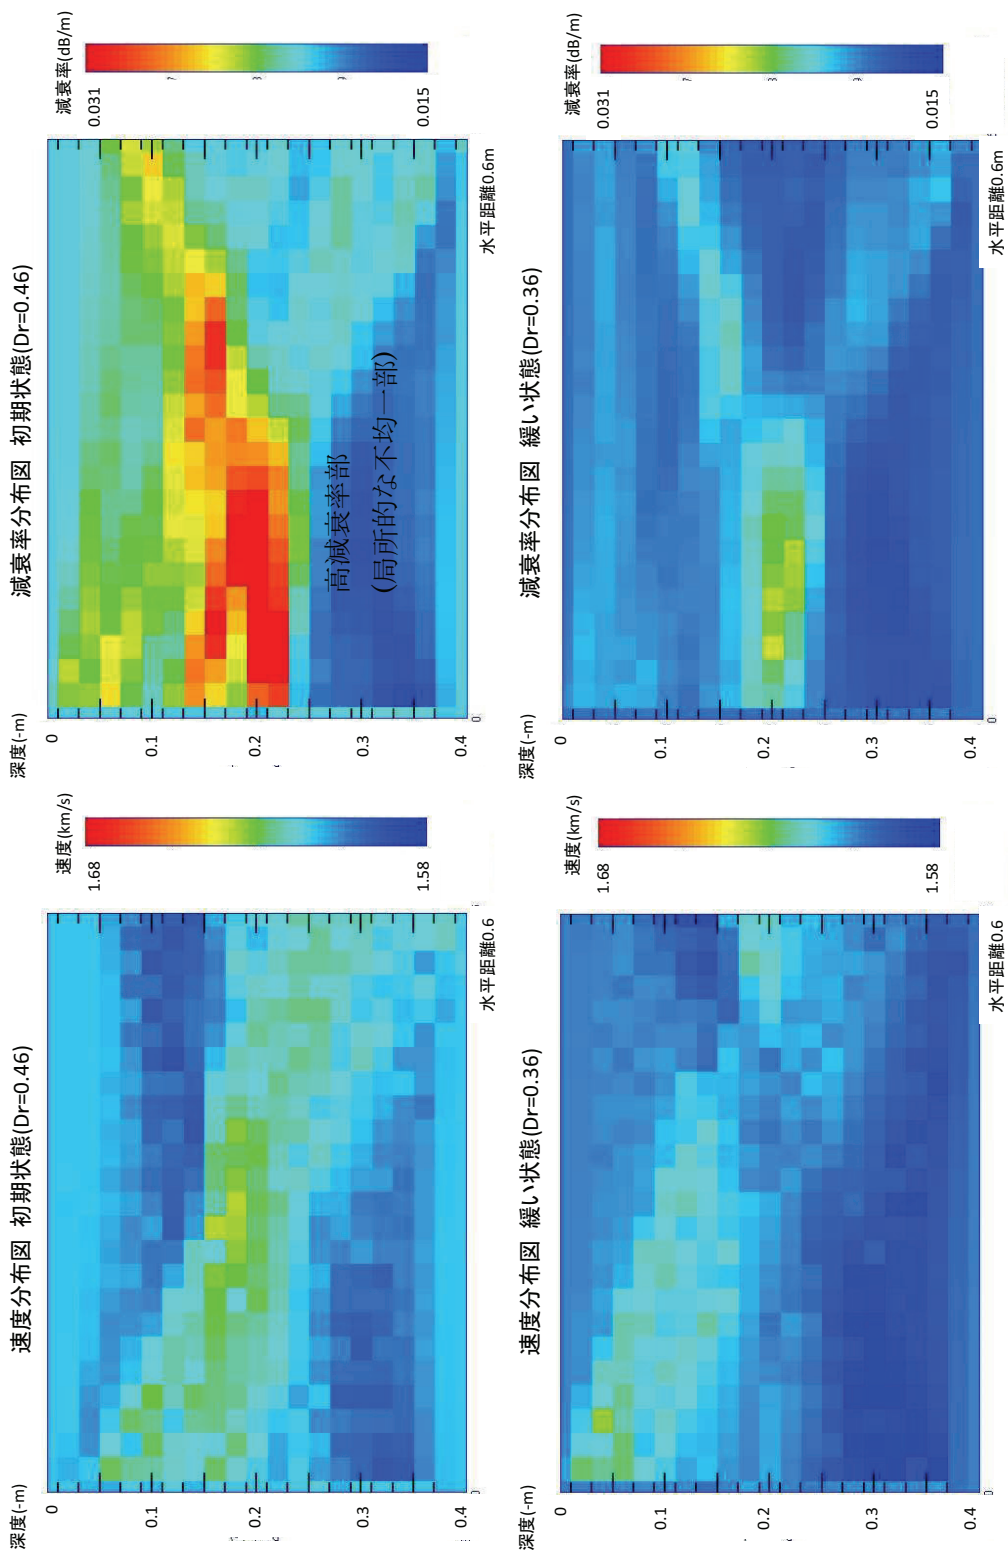 速度分布図 初期状態(Dr=0.46)
深度(-m)
0
0.1
0.2
0.3
0.4
水平距離0.6
速度(km/s)
1.68
1.58
減衰率分布図 初期状態(Dr=0.46)
深度(-m)
0
0.1
0.2
0.3
0.4
高減衰率部
(局所的な不均一部)
水平距離0.6m
減衰率(dB/m)
0.031
0.015
速度分布図 緩い状態(Dr=0.36)
深度(-m)
0
0.1
0.2
0.3
0.4
水平距離0.6
速度(km/s)
1.68
1.58
減衰率分布図 緩い状態(Dr=0.36)
深度(-m)
0
0.1
0.2
0.3
0.4
水平距離0.6m
減衰率(dB/m)
0.031
0.015